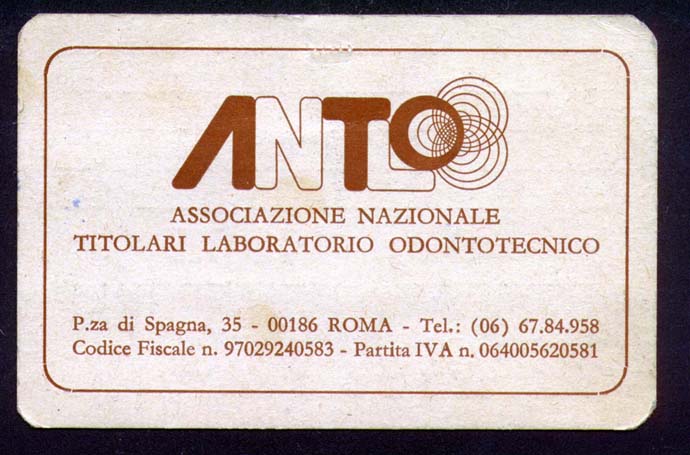 ANTLO
ASSOCIAZIONE NAZIONALE
TITOLARI LABORATORIO ODONTOTECNICO
P.za di Spagna, 35 - 00186 ROMA - Tel.: (06) 67.84.958
Codice Fiscale n. 97029240583 - Partita IVA n. 064005620581